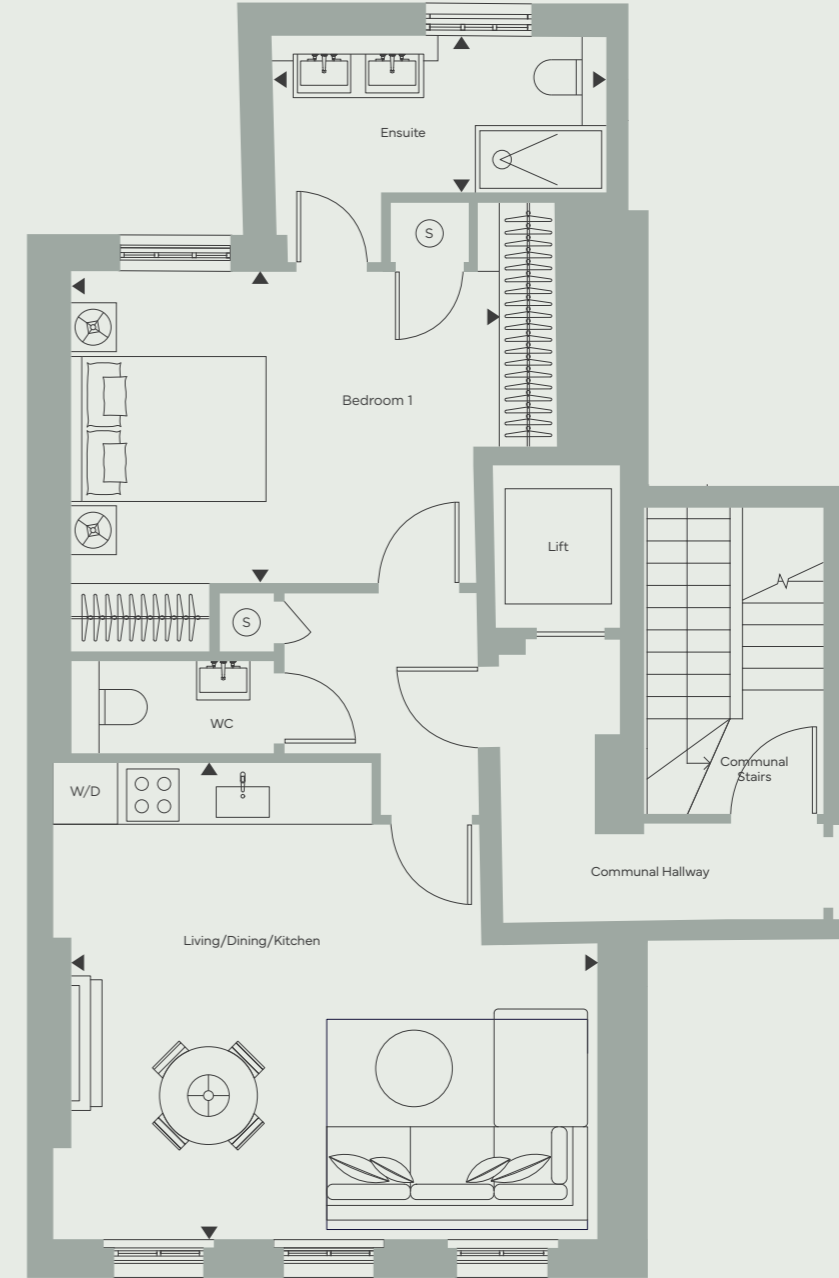 Ensuite
S
Bedroom 1
Lift
S
WC
Communal
Stairs
W/D
Communal Hallway
Living/Dining/Kitchen